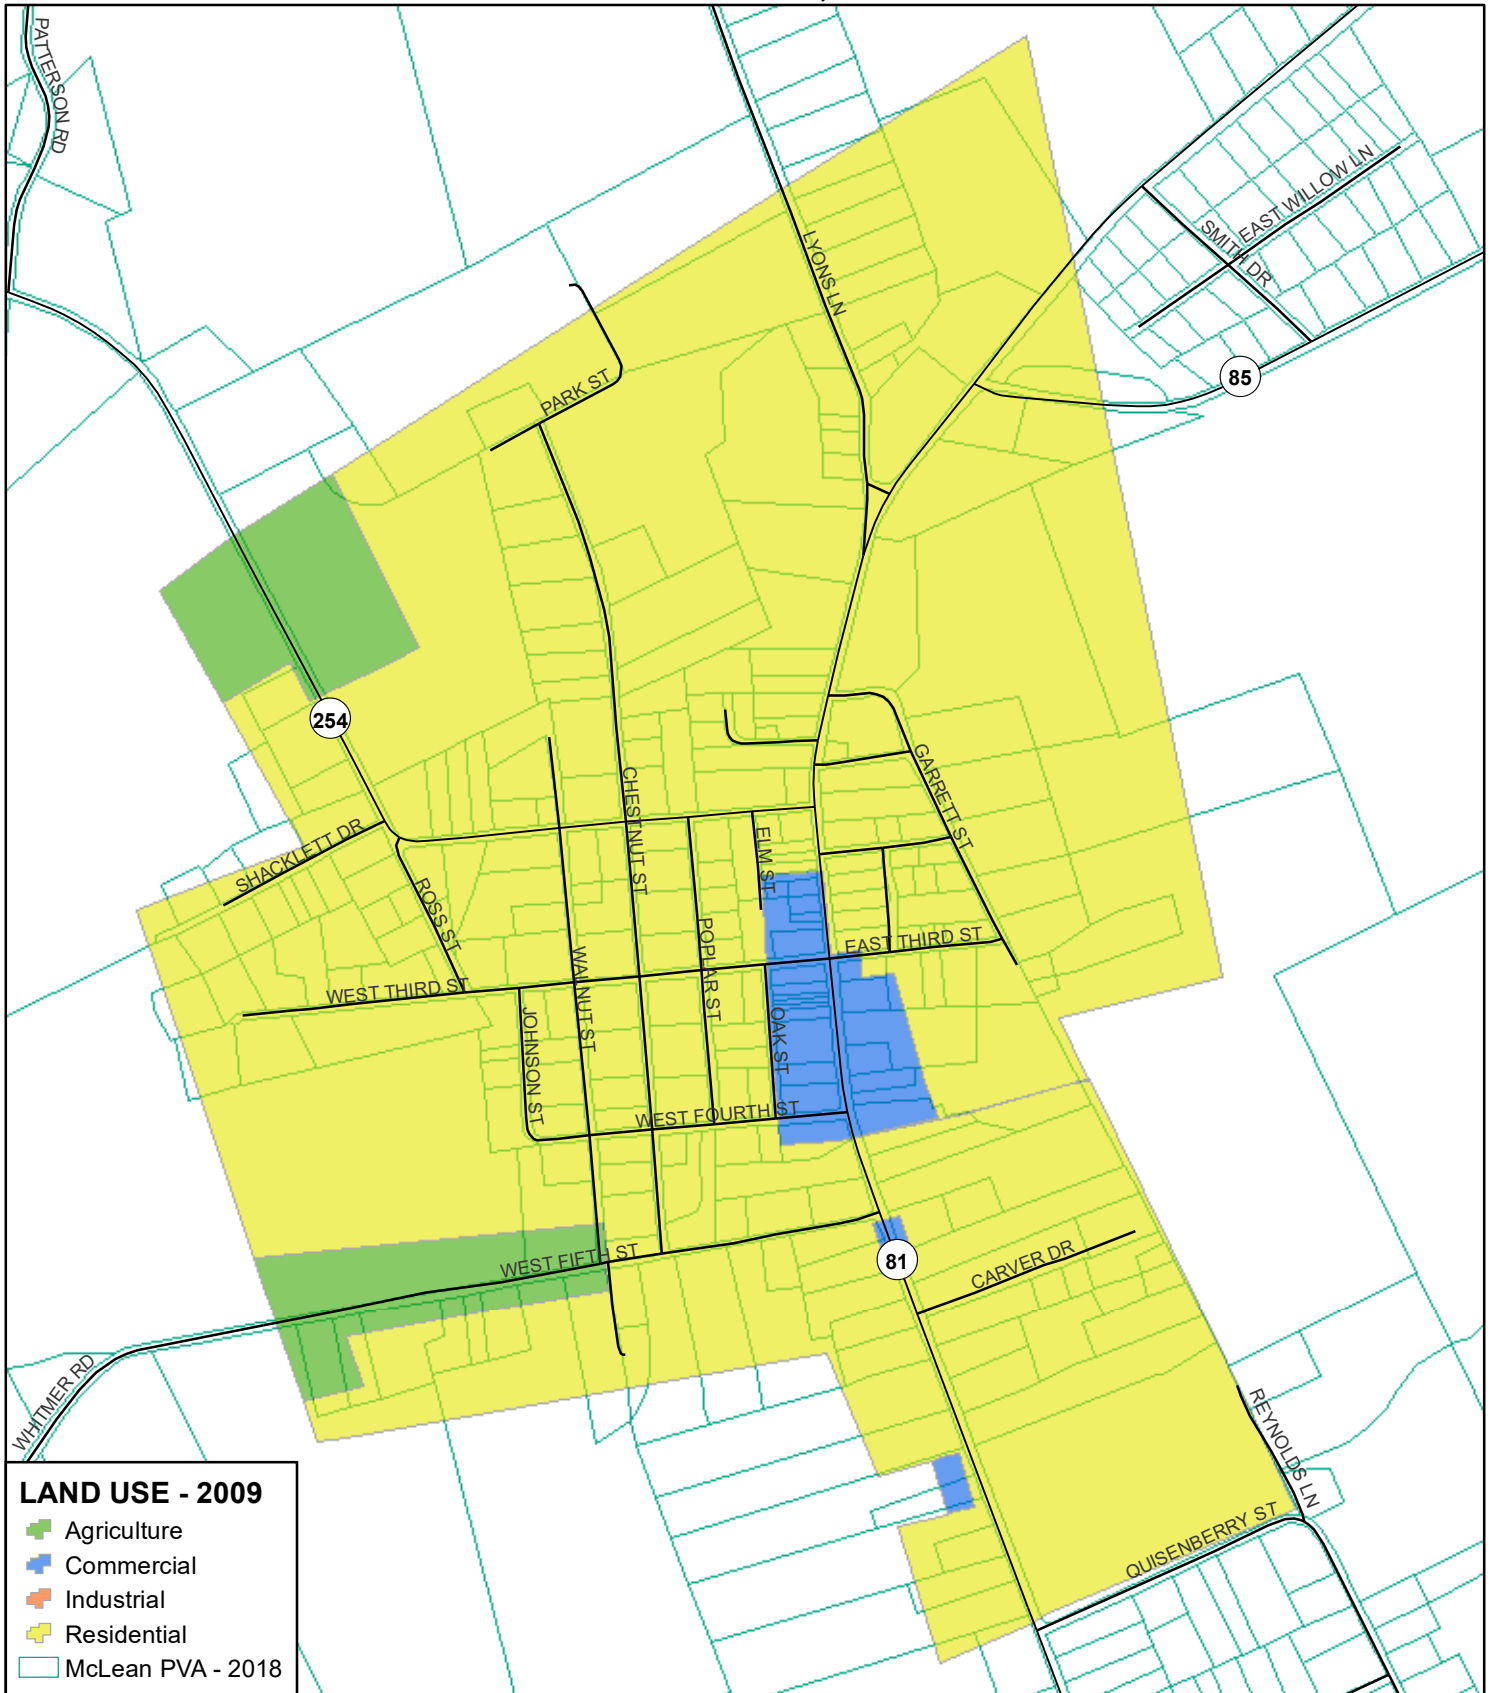 PATTERSON RD
LYONS LN
EAST WILLOW LN
SMITH DR
85
PARK ST
254
GARRETT ST
CHESTNUT ST
ELM ST
SHACKLETT DR
ROSS ST
POPLAR ST
EAST THIRD ST
WALNUT ST
WEST THIRD ST
JOHNSON ST
OAK ST
WEST FOURTH ST
WEST FIFTH ST
81
CARVER DR
WHITMER RD
REYNOLDS LN
QUISENBERRY ST
LAND USE - 2009
Agriculture
Commercial
Industrial
Residential
McLean PVA - 2018